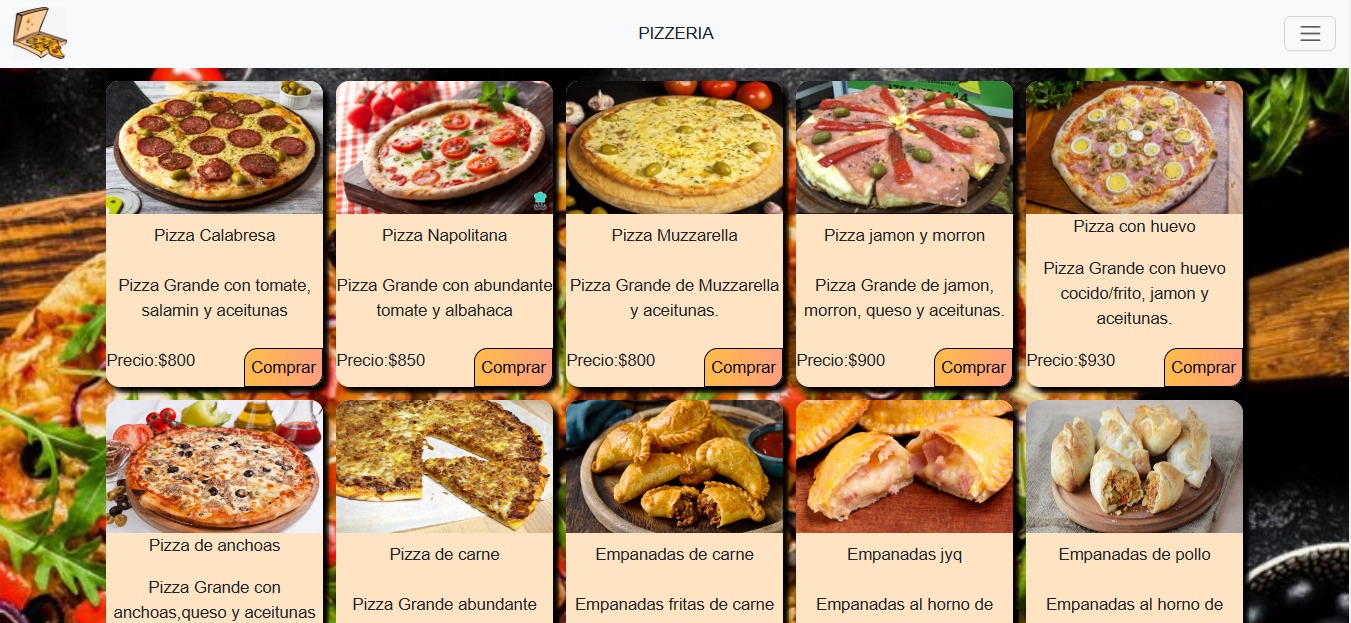 PIZZERIA
Pizza Calabresa
Pizza Grande con tomate,
salamin y aceitunas
Precio:$800
Comprar
Pizza Napolitana
Pizza Grande con abundante
tomate y albahaca
Precio:$850
Comprar
Pizza Muzzarella
Pizza Grande de Muzzarella
y aceitunas.
Precio:$800
Comprar
Pizza jamon y morron
Pizza Grande de jamon,
morron, queso y aceitunas.
Precio:$900
Comprar
Pizza con huevo
Pizza Grande con huevo
cocido/frito, jamon y
aceitunas.
Precio:$930
Comprar
Pizza de anchoas
Pizza Grande con
anchoas,queso y aceitunas
Pizza de carne
Pizza Grande abundante
Empanadas de carne
Empanadas fritas de carne
Empanadas jyq
Empanadas al horno de
Empanadas de pollo
Empanadas al horno de